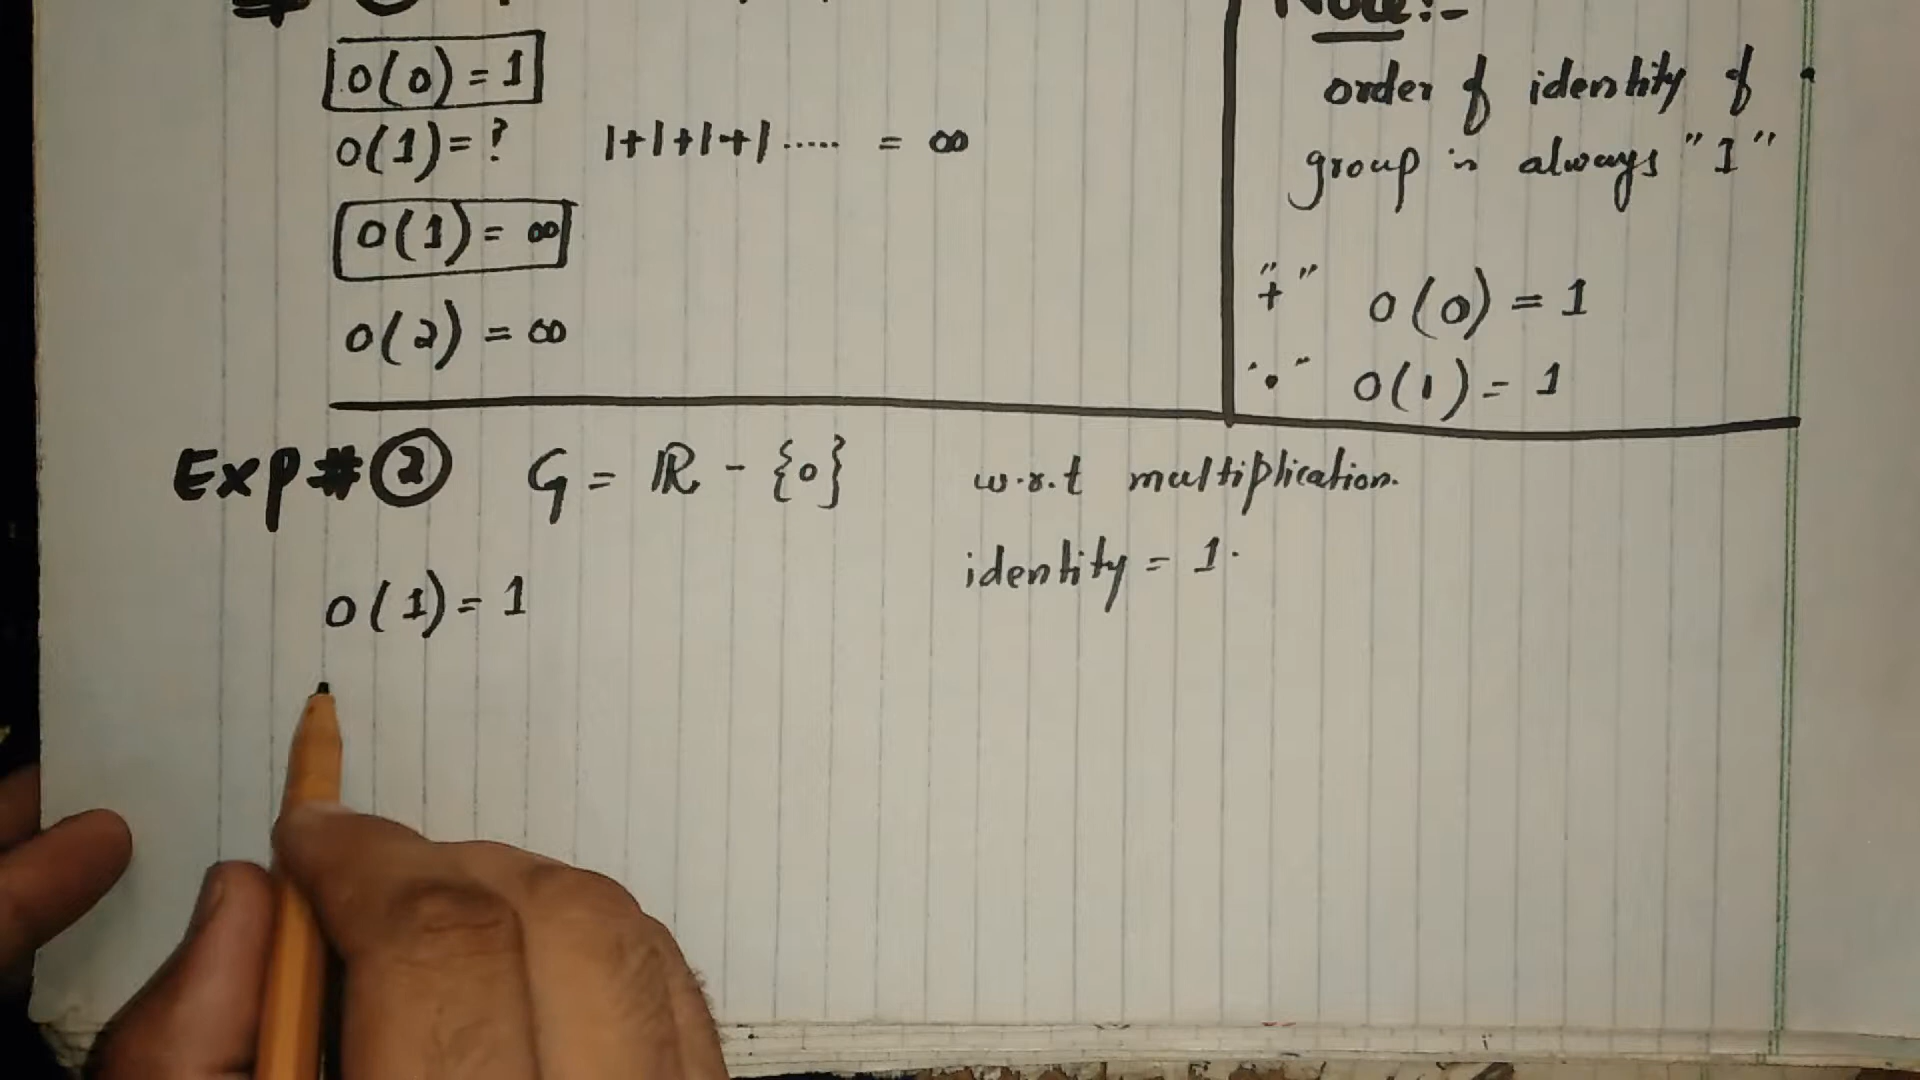 o(0) = 1
o(1) = ? 1+1+1+1..... = ∞
o(1) = ∞
o(2) = ∞
Note:-
order of identity of
group is always "1"
"+" o(0) = 1
"." o(1) = 1
Exp # ② G = ℝ - {0} w.r.t multiplication.
identity = 1.
o(1) = 1